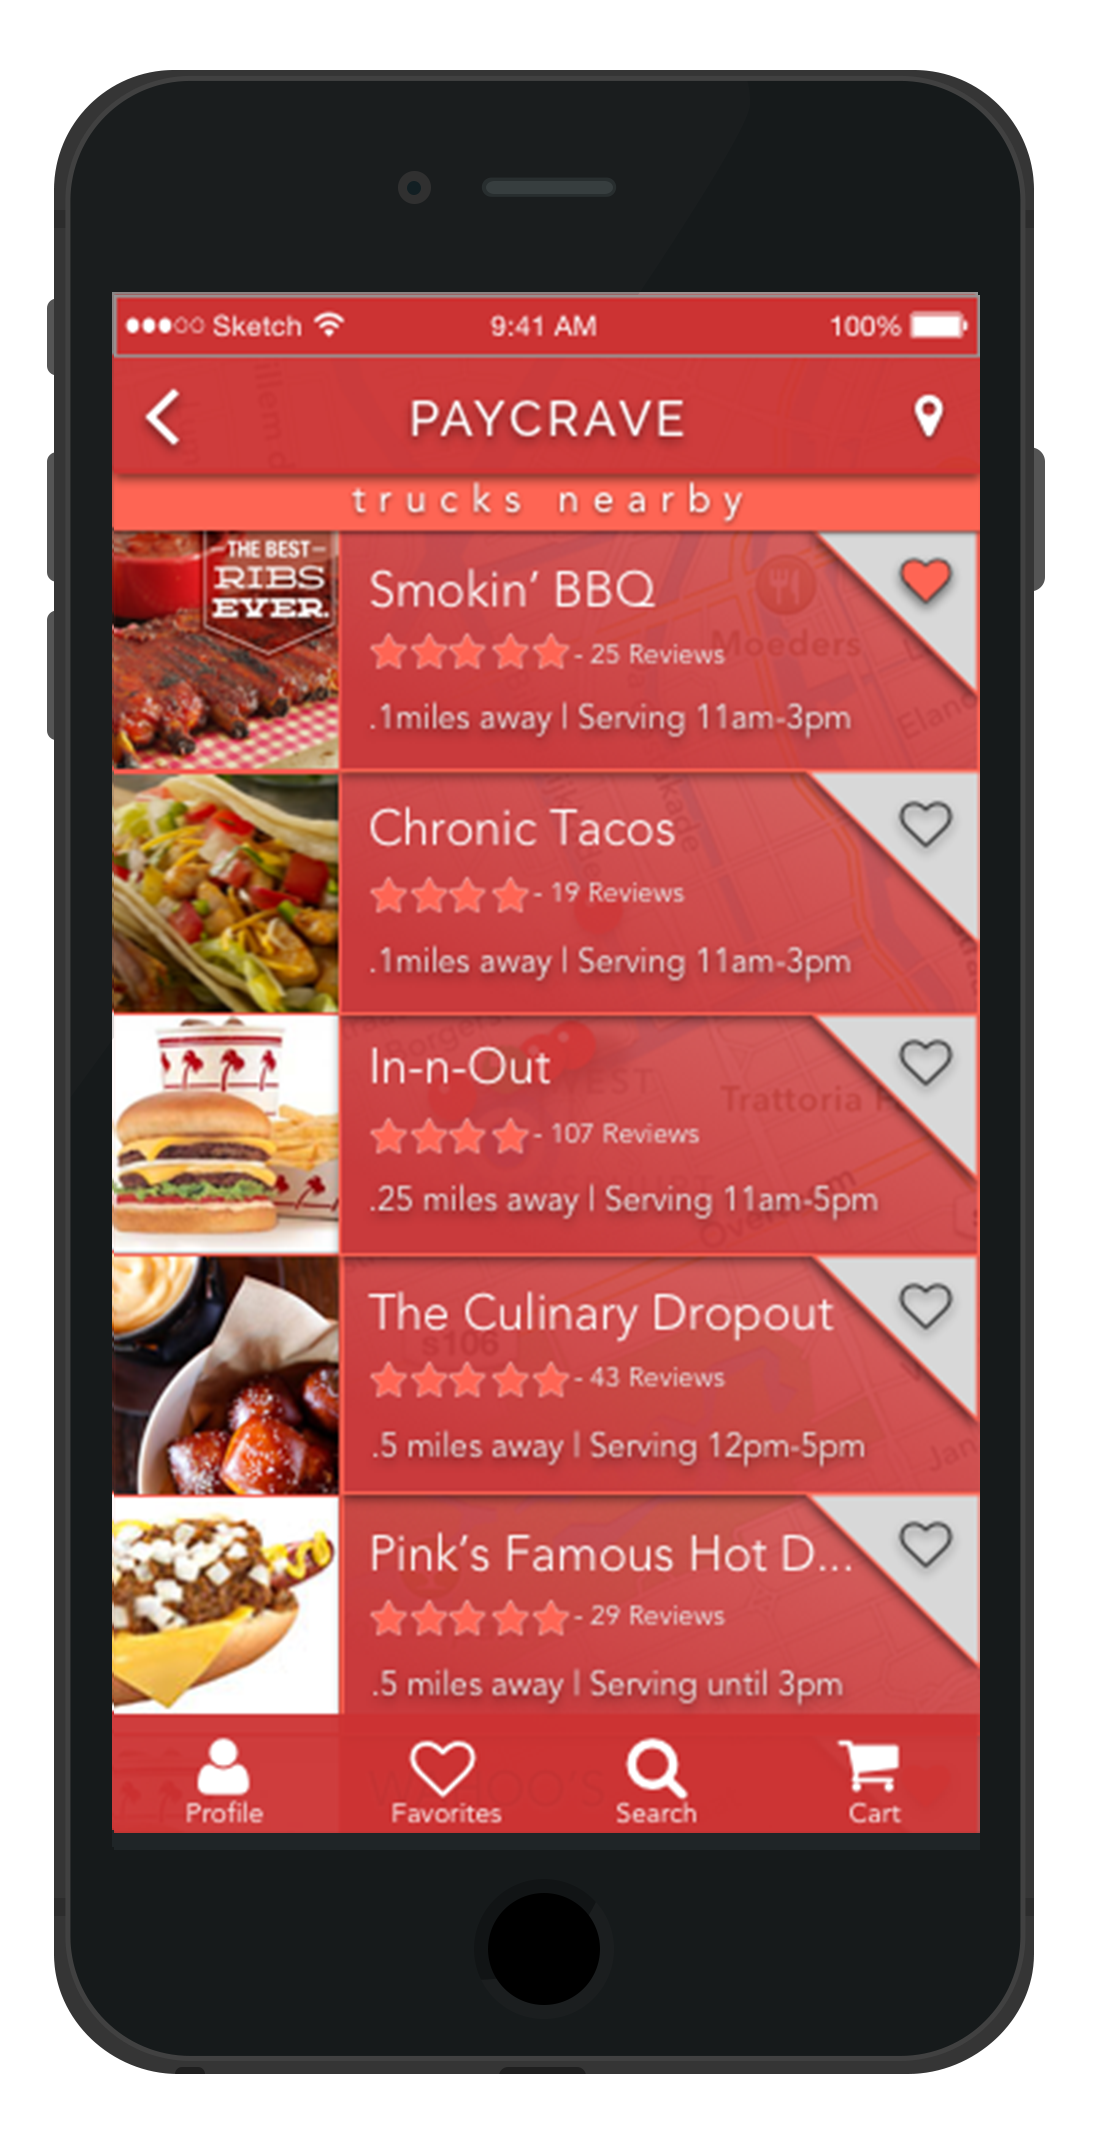 Sketch 9:41 AM 100%
PAYCRAVE
trucks nearby
THE BEST
RIBS
EVER.
Smokin’ BBQ
- 25 Reviews
Moeders
.1miles away | Serving 11am-3pm
Chronic Tacos
- 19 Reviews
.1miles away | Serving 11am-3pm
In-n-Out
Trattoria
- 107 Reviews
.25 miles away | Serving 11am-5pm
The Culinary Dropout
s106
- 43 Reviews
.5 miles away | Serving 12pm-5pm
Pink’s Famous Hot D...
- 29 Reviews
.5 miles away | Serving until 3pm
Profile Favorites Search Cart